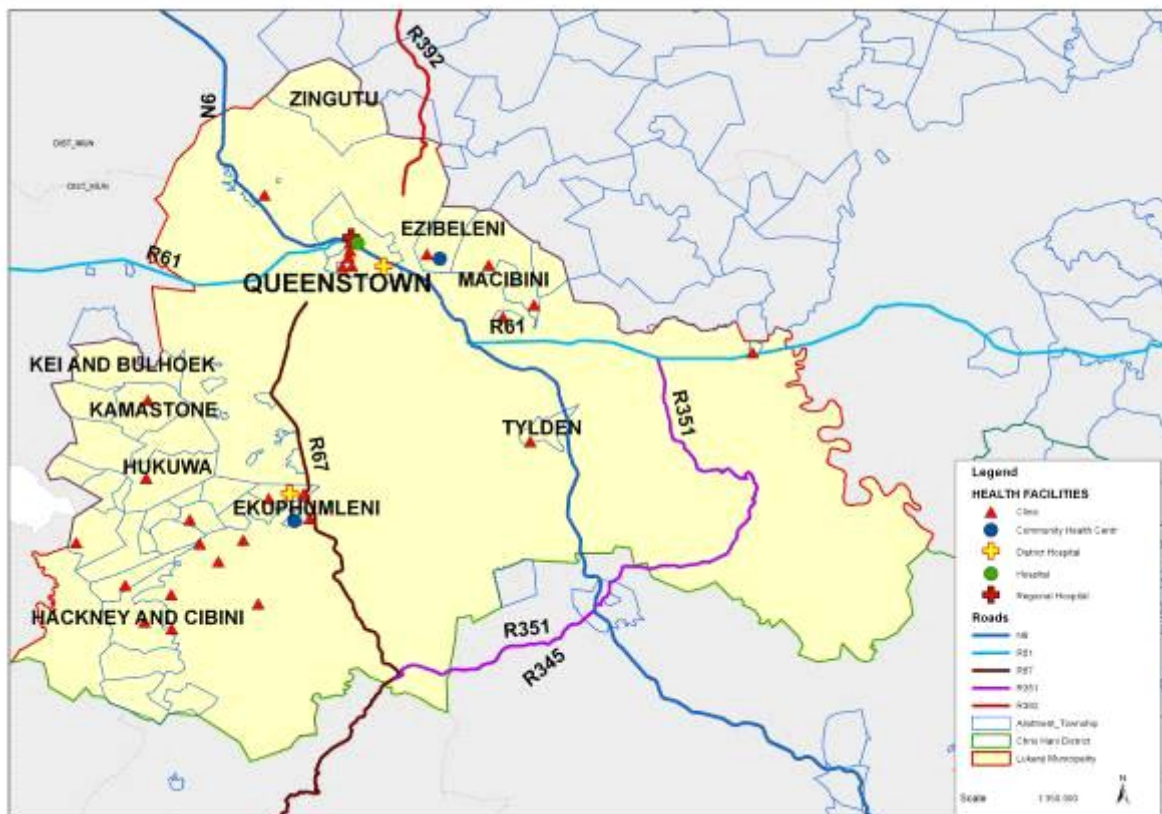 R392
ZINGUTU
N6
EZIBELENI
R61
MACIBINI
QUEENSTOWN
R61
KEI AND BULHOEK
KAMASTONE
R351
TYLDEN
R67
HUKUWA
EKUPHUMLENI
HACKNEY AND CIBINI
R351
R345
Legend
HEALTH FACILITIES
Clinic
Community Health Centr
District Hospital
Hospital
Regional Hospital
Roads
N6
R61
R67
R351
R392
Allotment_Township
Chris Hani District
Municipality
N
Scale